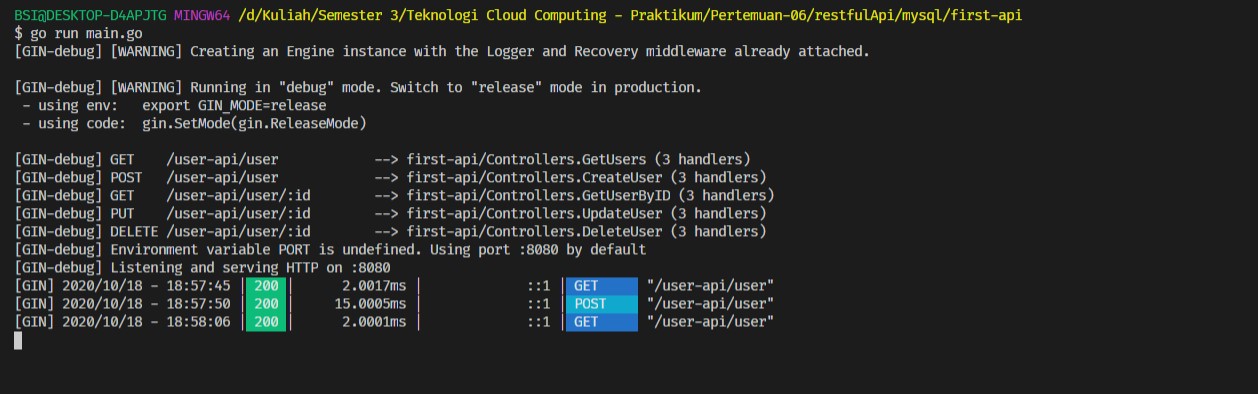 BSI@DESKTOP-D4APJTG MINGW64 /d/Kuliah/Semester 3/Teknologi Cloud Computing - Praktikum/Pertemuan-06/restfulApi/mysql/first-api
$ go run main.go
[GIN-debug] [WARNING] Creating an Engine instance with the Logger and Recovery middleware already attached.
[GIN-debug] [WARNING] Running in "debug" mode. Switch to "release" mode in production.
- using env: export GIN_MODE=release
- using code: gin.SetMode(gin.ReleaseMode)
[GIN-debug] GET /user-api/user --> first-api/Controllers.GetUsers (3 handlers)
[GIN-debug] POST /user-api/user --> first-api/Controllers.CreateUser (3 handlers)
[GIN-debug] GET /user-api/user/:id --> first-api/Controllers.GetUserByID (3 handlers)
[GIN-debug] PUT /user-api/user/:id --> first-api/Controllers.UpdateUser (3 handlers)
[GIN-debug] DELETE /user-api/user/:id --> first-api/Controllers.DeleteUser (3 handlers)
[GIN-debug] Environment variable PORT is undefined. Using port :8080 by default
[GIN-debug] Listening and serving HTTP on :8080
[GIN] 2020/10/18 - 18:57:45 | 200 | 2.0017ms | ::1 | GET "/user-api/user"
[GIN] 2020/10/18 - 18:57:50 | 200 | 15.0005ms | ::1 | POST "/user-api/user"
[GIN] 2020/10/18 - 18:58:06 | 200 | 2.0001ms | ::1 | GET "/user-api/user"